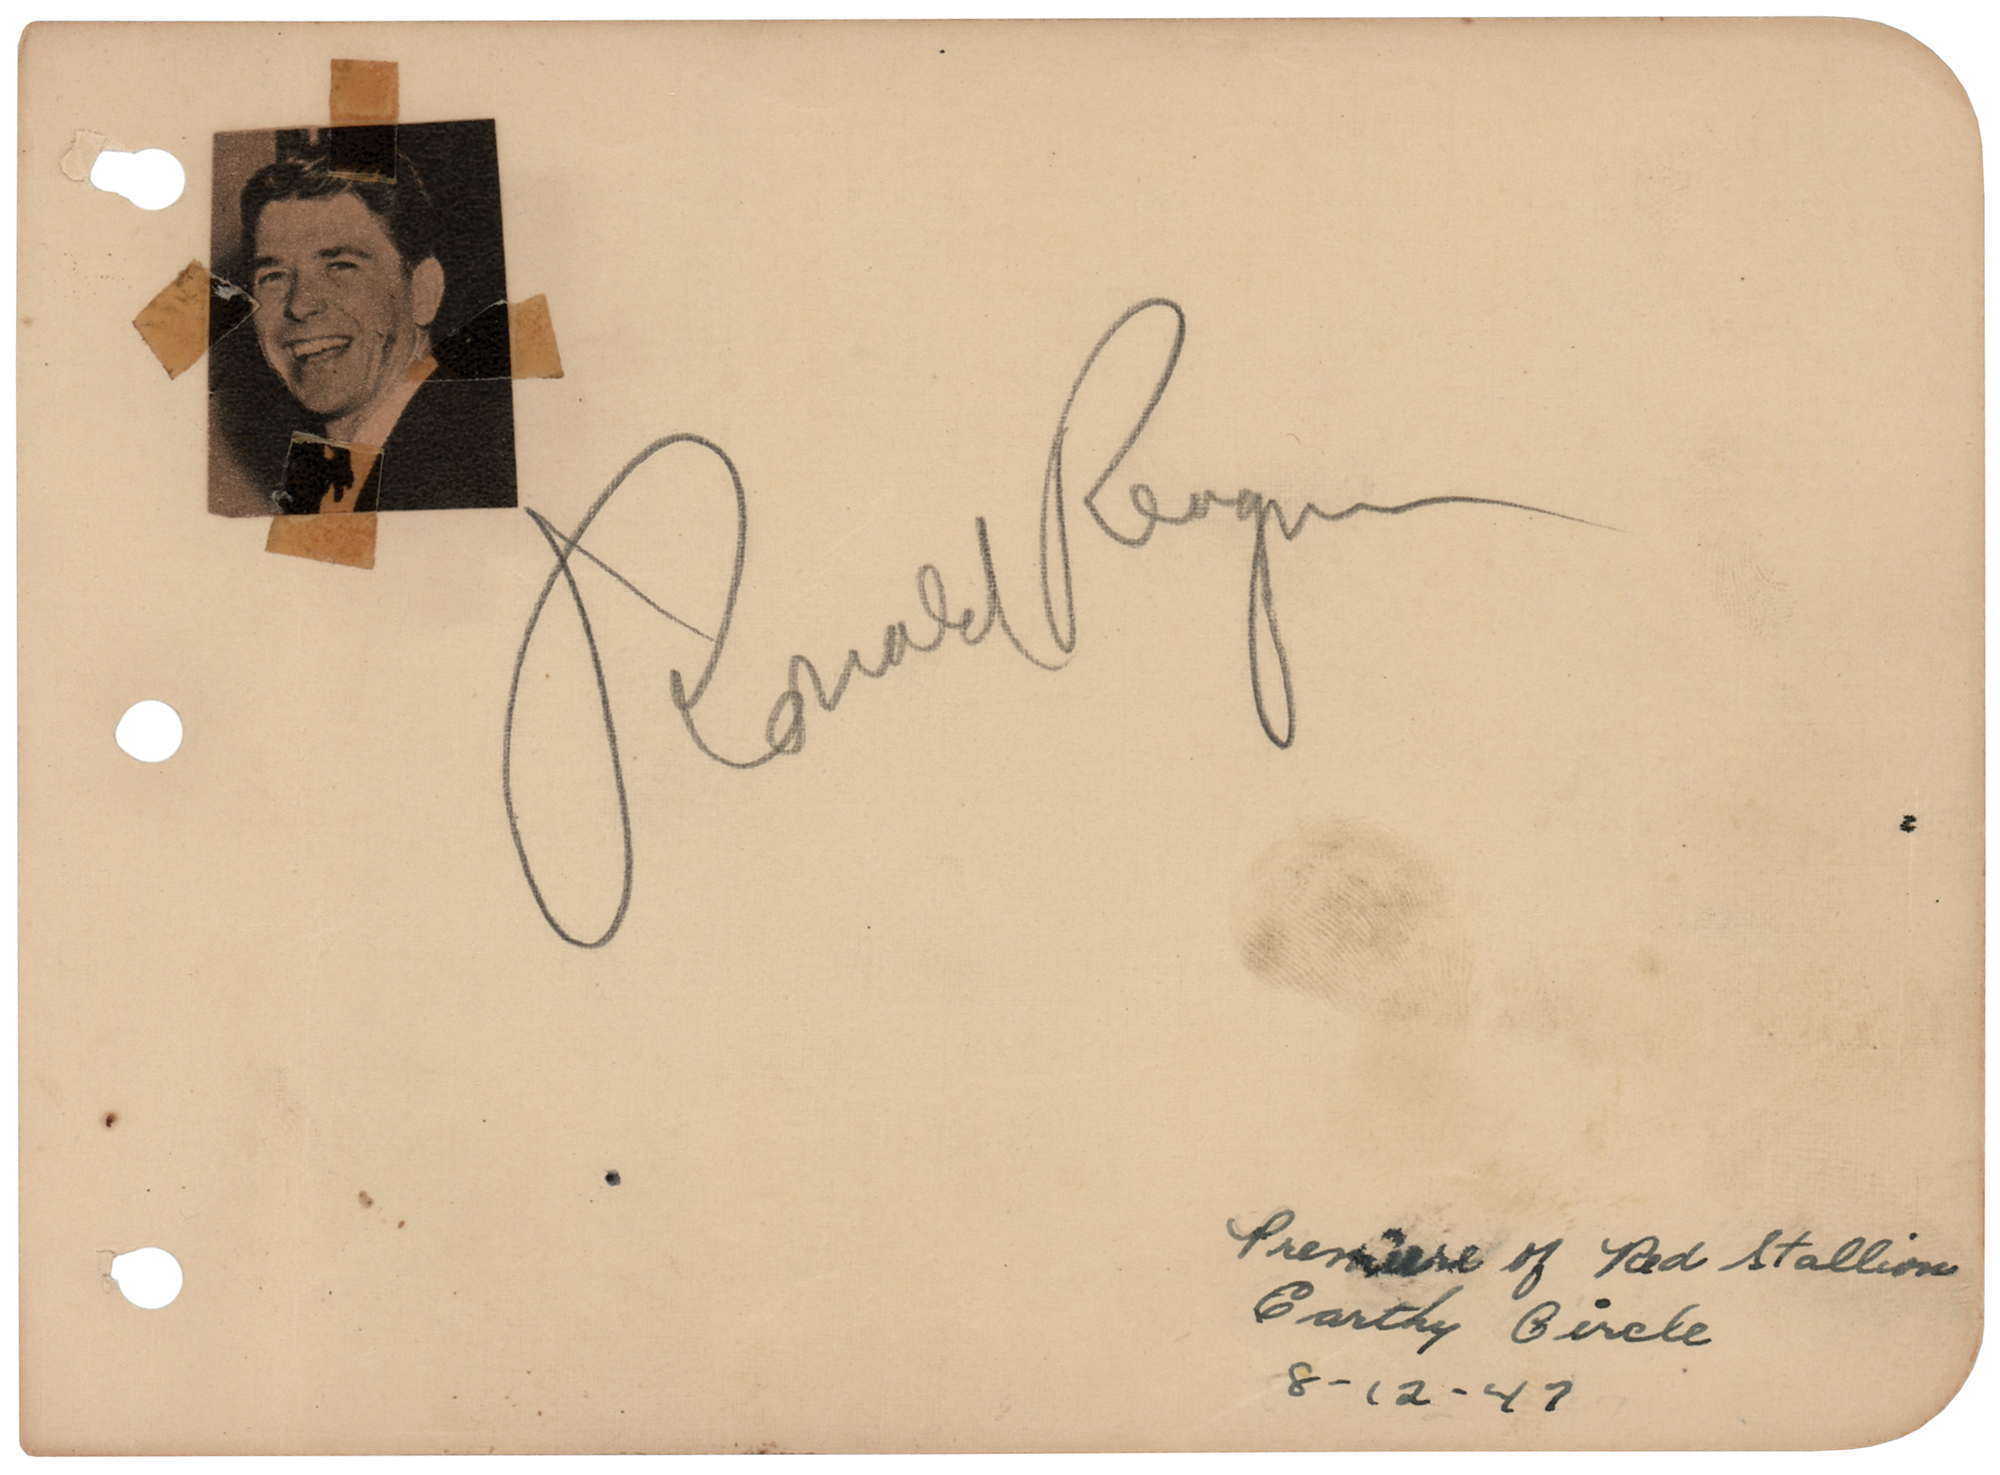 Ronald Reagan
Premiere of Red Stallion
Carthy Circle
8-12-47